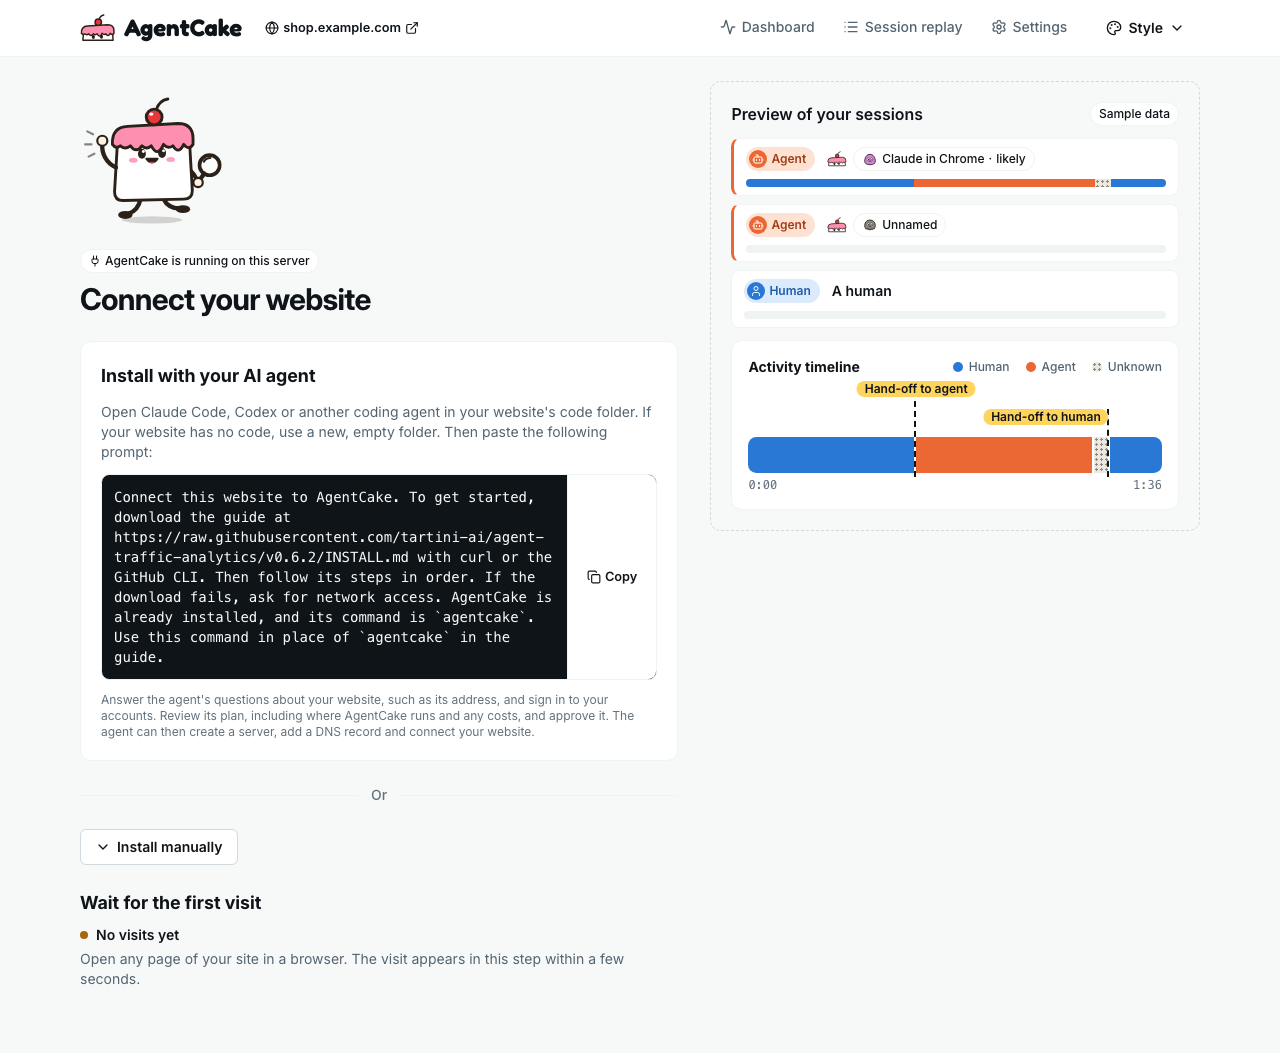 AgentCake
shop.example.com
Dashboard
Session replay
Settings
Style
AgentCake is running on this server
Connect your website
Install with your AI agent
Open Claude Code, Codex or another coding agent in your website's code folder. If
your website has no code, use a new, empty folder. Then paste the following
prompt:
Connect this website to AgentCake. To get started,
download the guide at
https://raw.githubusercontent.com/tartini-ai/agent-
traffic-analytics/v0.6.2/INSTALL.md with curl or the
GitHub CLI. Then follow its steps in order. If the
download fails, ask for network access. AgentCake is
already installed, and its command is `agentcake`.
Use this command in place of `agentcake` in the
guide.
Copy
Answer the agent's questions about your website, such as its address, and sign in to your
accounts. Review its plan, including where AgentCake runs and any costs, and approve it. The
agent can then create a server, add a DNS record and connect your website.
Or
Install manually
Wait for the first visit
No visits yet
Open any page of your site in a browser. The visit appears in this step within a few
seconds.
Preview of your sessions
Sample data
Agent
Claude in Chrome · likely
Agent
Unnamed
Human
A human
Activity timeline
Human
Agent
Unknown
Hand-off to agent
Hand-off to human
0:00
1:36